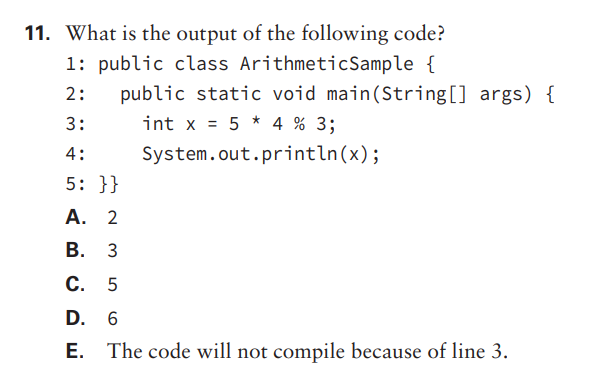 11. What is the output of the following code?
1: public class ArithmeticSample {
2:   public static void main(String[] args) {
3:     int x = 5 * 4 % 3;
4:     System.out.println(x);
5: }}
A. 2
B. 3
C. 5
D. 6
E. The code will not compile because of line 3.